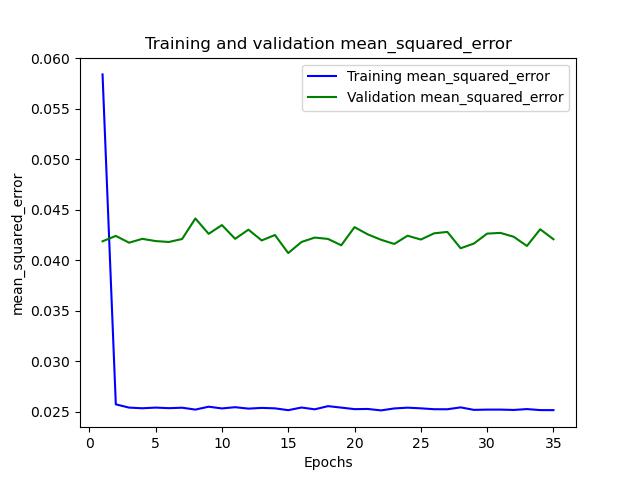 Training and validation mean_squared_error
Training mean_squared_error
Validation mean_squared_error
mean_squared_error
0.060
0.055
0.050
0.045
0.040
0.035
0.030
0.025
0 5 10 15 20 25 30 35
Epochs